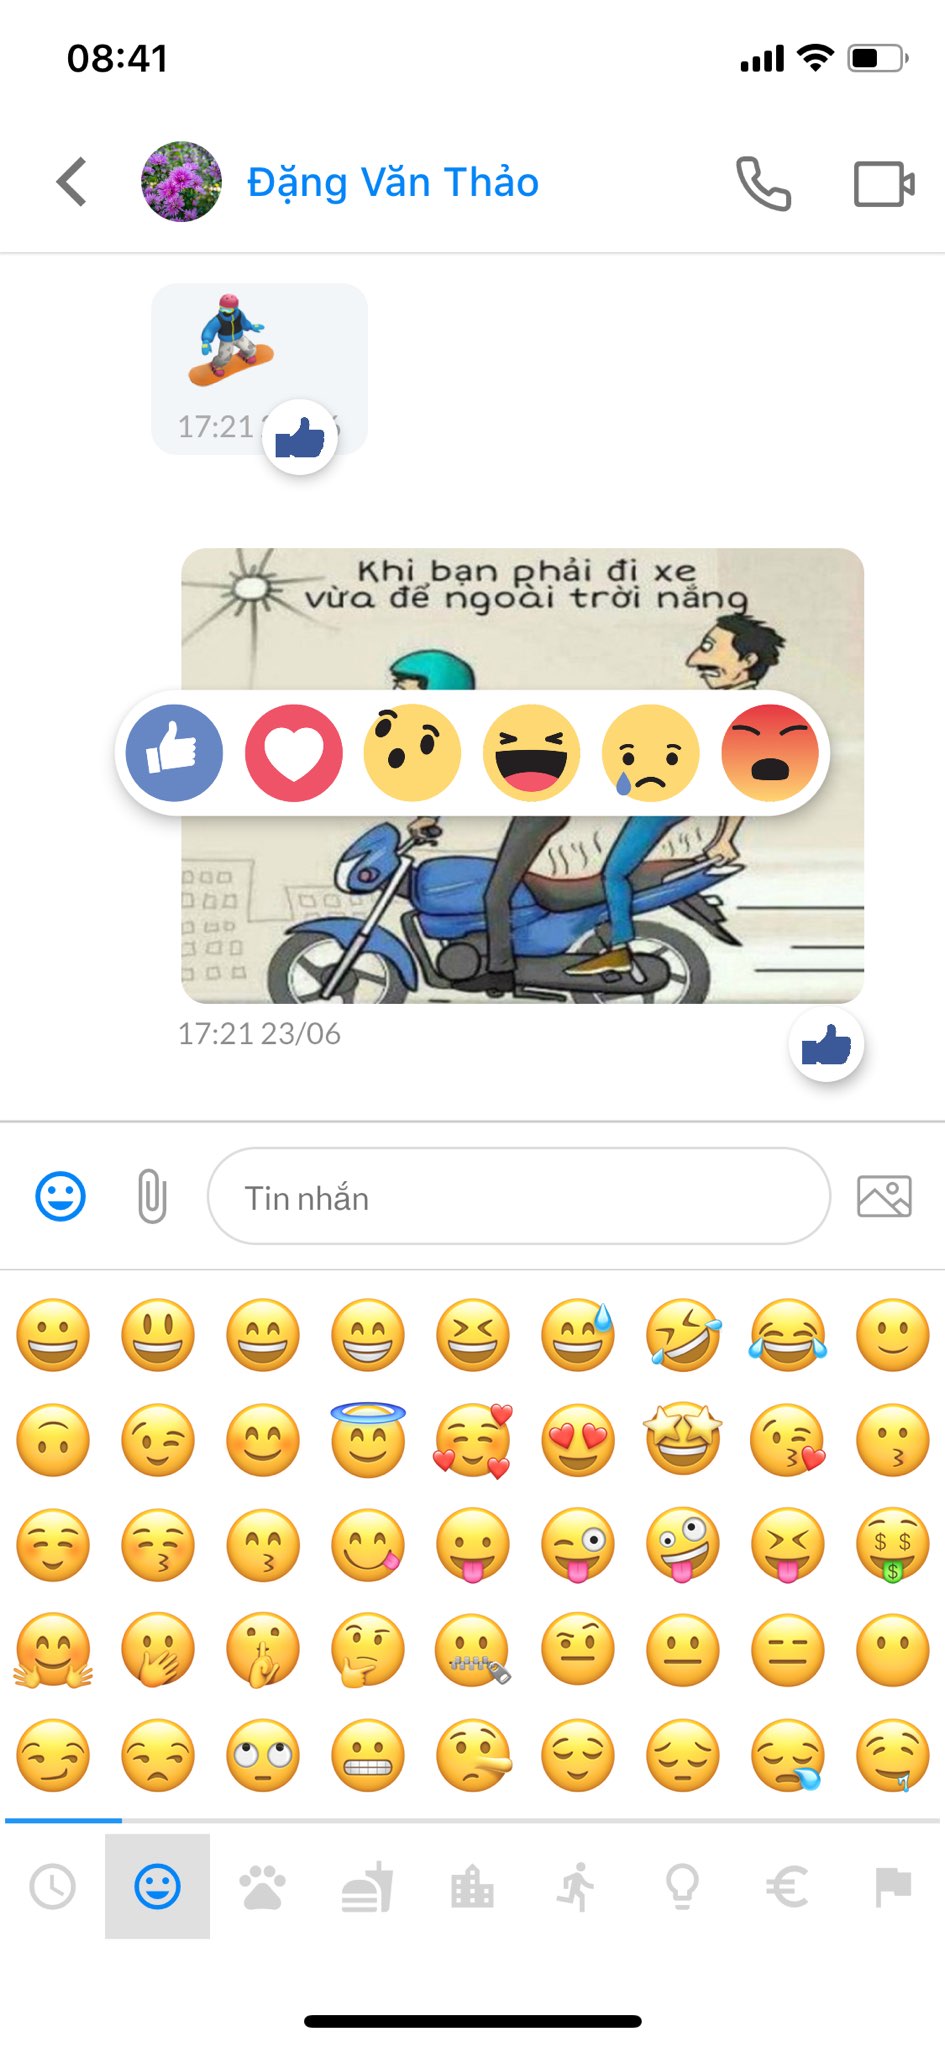 08:41
Đặng Văn Thảo
17:21
Khi bạn phải đi xe
vừa để ngoài trời nắng
17:21 23/06
Tin nhắn